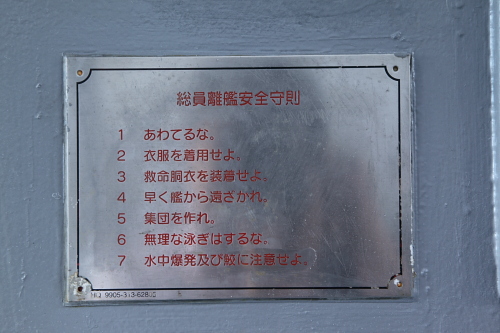 総員離艦安全守則
1 あわてるな。
2 衣服を着用せよ。
3 救命胴衣を装着せよ。
4 早く艦から遠ざかれ。
5 集団を作れ。
6 無理な泳ぎはするな。
7 水中爆発及び鮫に注意せよ。